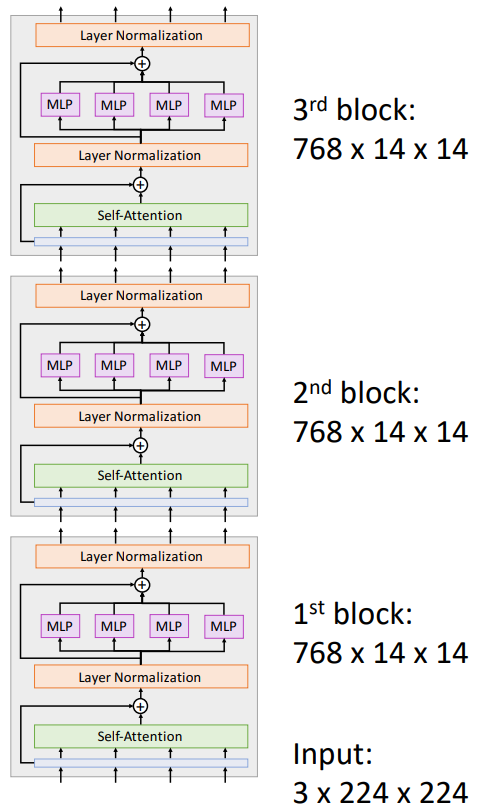 Layer Normalization
+
MLP MLP MLP MLP
Layer Normalization
+
Self-Attention
3rd block:
768 x 14 x 14
Layer Normalization
+
MLP MLP MLP MLP
Layer Normalization
+
Self-Attention
2nd block:
768 x 14 x 14
Layer Normalization
+
MLP MLP MLP MLP
Layer Normalization
+
Self-Attention
1st block:
768 x 14 x 14
Input:
3 x 224 x 224